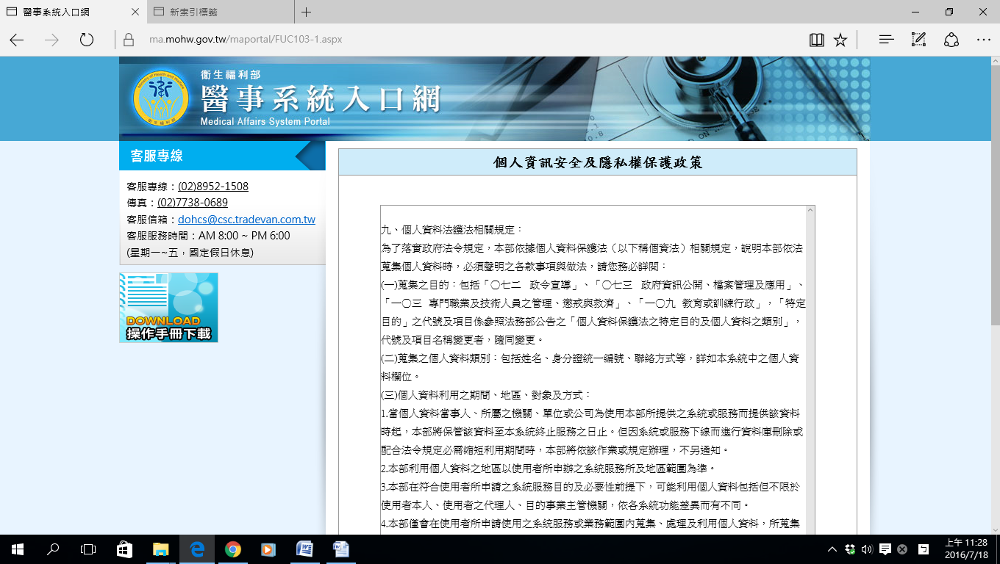 醫事系統入口網
新索引標籤
ma.mohw.gov.tw/maportal/FUC103-1.aspx
衛生福利部
醫事系統入口網
Medical Affairs System Portal
客服專線
客服專線：(02)8952-1508
傳真：(02)7738-0689
客服信箱：dohcs@csc.tradevan.com.tw
客服服務時間：AM 8:00 ~ PM 6:00
(星期一~五，國定假日休息)
DOWNLOAD
操作手冊下載
個人資訊安全及隱私權保護政策
九、個人資料法護法相關規定：
為了落實政府法令規定，本部依據個人資料保護法（以下稱個資法）相關規定，說明本部依法
蒐集個人資料時，必須聲明之各款事項與做法，請您務必詳閱：
(一)蒐集之目的：包括「〇七二 政令宣導」、「〇七三 政府資訊公開、檔案管理及應用」、
「一〇三 專門職業及技術人員之管理、懲戒與救濟」、「一〇九 教育或訓練行政」，「特定
目的」之代號及項目係參照法務部公告之「個人資料保護法之特定目的及個人資料之類別」，
代號及項目名稱變更者，隨同變更。
(二)蒐集之個人資料類別：包括姓名、身分證統一編號、聯絡方式等，詳如本系統中之個人資
料欄位。
(三)個人資料利用之期間、地區、對象及方式：
1.當個人資料當事人、所屬之機關、單位或公司為使用本部所提供之系統或服務而提供該資料
時起，本部將保管該資料至本系統終止服務之日止。但因系統或服務下線而進行資料庫刪除或
配合法令規定必需縮短利用期間時，本部將依該作業或規定辦理，不另通知。
2.本部利用個人資料之地區以使用者所申辦之系統服務所及地區範圍為準。
3.本部在符合使用者所申請之系統服務目的及必要性前提下，可能利用個人資料包括但不限於
使用者本人、使用者之代理人、目的事業主管機關，依各系統功能差異而有不同。
4.本部僅會在使用者所申請使用之系統服務或業務範圍內蒐集、處理及利用個人資料，所蒐集
上午 11:28
2016/7/18